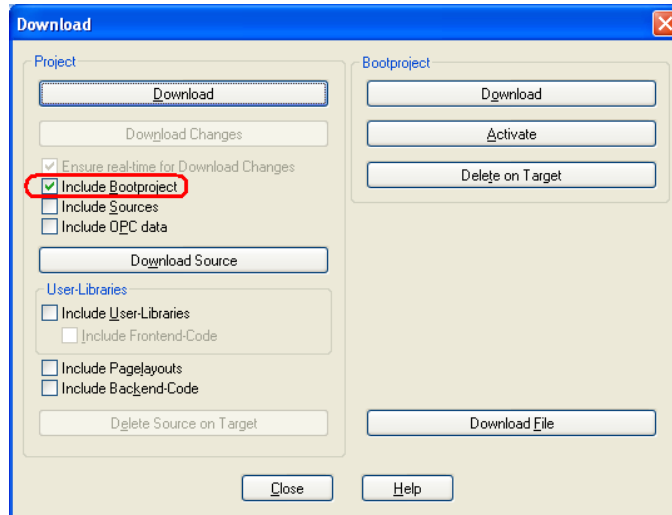 Download
Project
Download
Download Changes
Ensure real-time for Download Changes
Include Bootproject
Include Sources
Include OPC data
Download Source
User-Libraries
Include User-Libraries
Include Frontend-Code
Include Pagelayouts
Include Backend-Code
Delete Source on Target
Bootproject
Download
Activate
Delete on Target
Download File
Close
Help